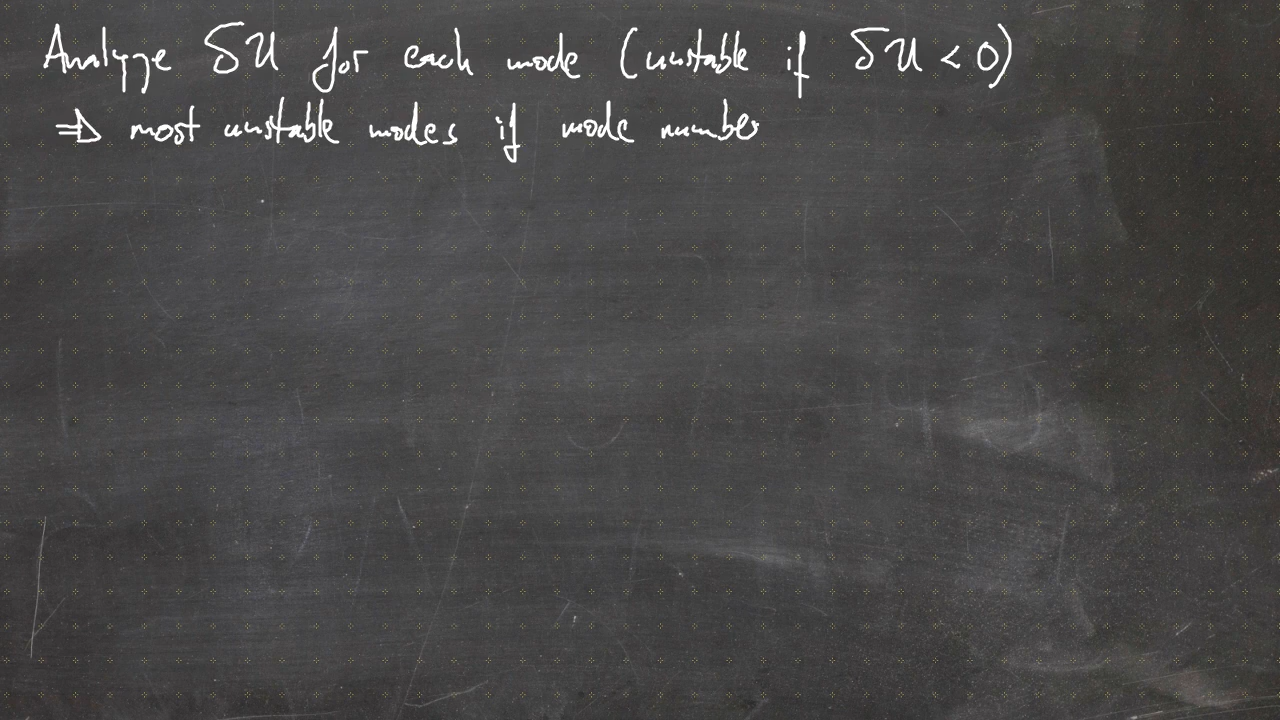 Analyze δU for each mode (unstable if δU < 0)
⇒ most unstable modes if mode number